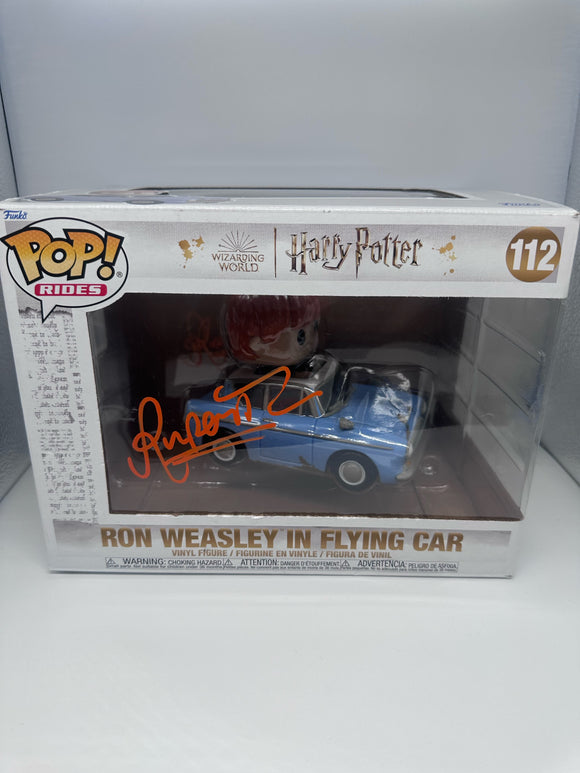 Funko
POP!®
RIDES
WIZARDING
WORLD
Harry Potter
112
Rupert
RON WEASLEY™ IN FLYING CAR
VINYL FIGURE / FIGURINE EN VINYLE / FIGURA DE VINIL
WARNING: CHOKING HAZARD
ATTENTION: DANGER D'ÉTOUFFEMENT
ADVERTENCIA: PELIGRO DE ASFIXIA